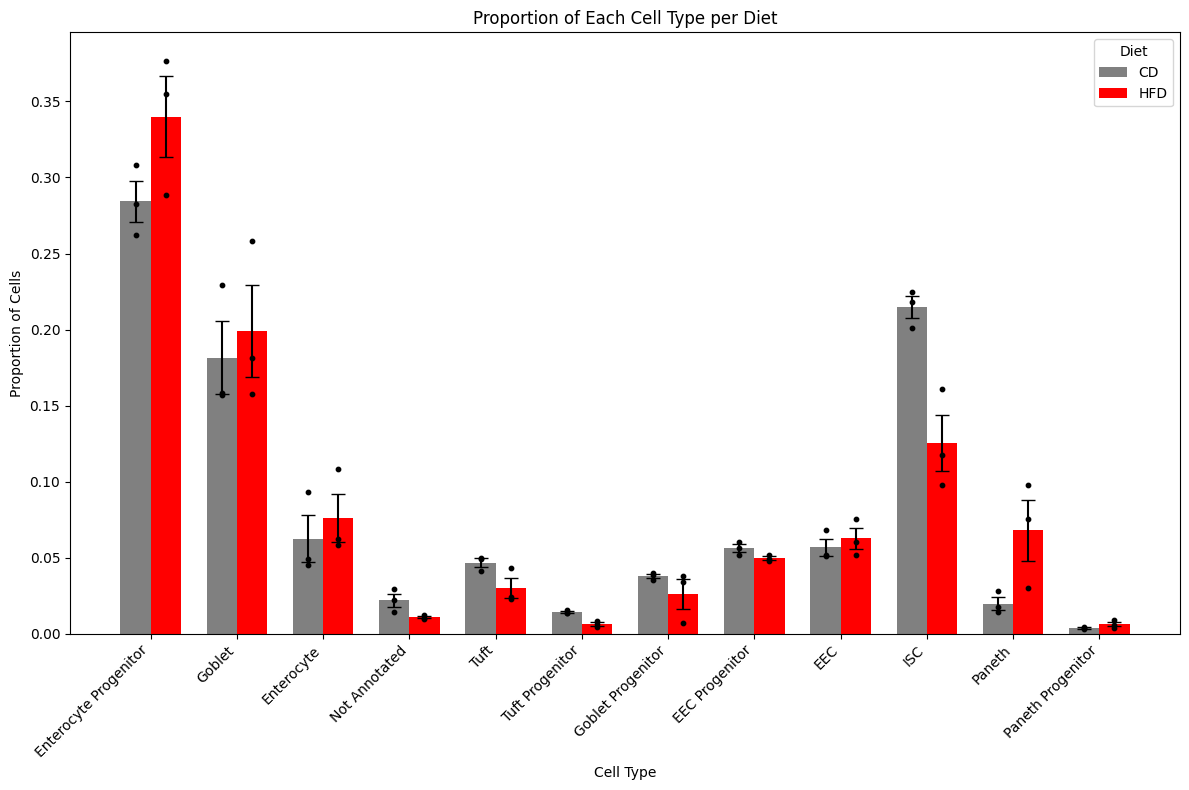 Proportion of Each Cell Type per Diet
Diet
CD
HFD
Proportion of Cells
0.35
0.30
0.25
0.20
0.15
0.10
0.05
0.00
Enterocyte Progenitor
Goblet
Enterocyte
Not Annotated
Tuft
Tuft Progenitor
Goblet Progenitor
EEC Progenitor
EEC
ISC
Paneth
Paneth Progenitor
Cell Type